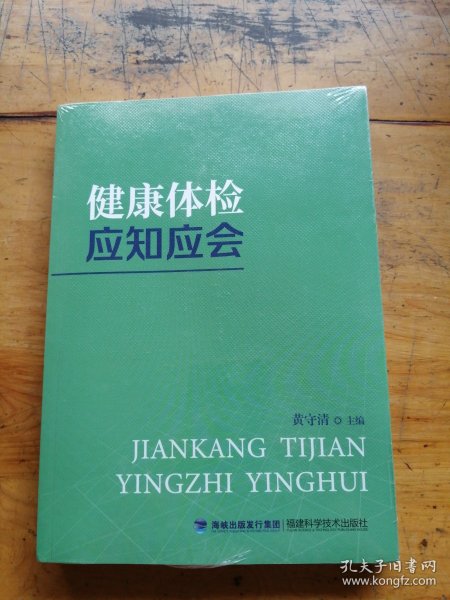 健康体检
应知应会
黄守清 主编
JIANKANG TIJIAN
YINGZHI YINGHUI
海峡出版发行集团 福建科学技术出版社
孔夫子旧书网
www.kongfz.com